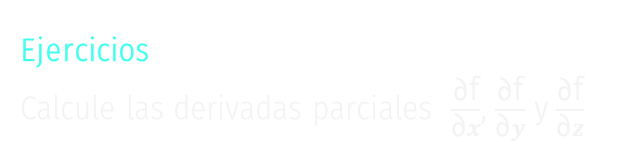 Ejercicios
Calcule las derivadas parciales ∂f/∂x, ∂f/∂y y ∂f/∂z